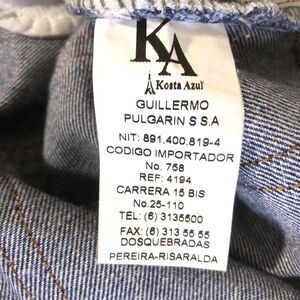 KA
Kosta Azul
GUILLERMO
PULGARIN S S.A
NIT: 891.400.819-4
CODIGO IMPORTADOR
No. 758
REF: 4194
CARRERA 15 BIS
No.25-110
TEL: (6) 3135500
FAX: (6) 313 55 55
DOSQUEBRADAS
PEREIRA-RISARALDA